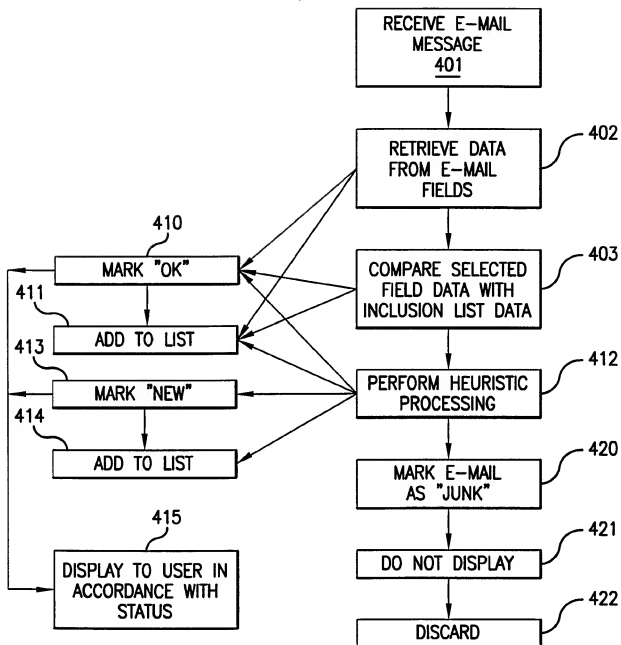 RECEIVE E-MAIL
MESSAGE
401
402
RETRIEVE DATA
FROM E-MAIL
FIELDS
410
MARK "OK"
403
COMPARE SELECTED
FIELD DATA WITH
INCLUSION LIST DATA
411
ADD TO LIST
413
MARK "NEW"
412
PERFORM HEURISTIC
PROCESSING
414
ADD TO LIST
420
MARK E-MAIL
AS "JUNK"
415
DISPLAY TO USER IN
ACCORDANCE WITH
STATUS
421
DO NOT DISPLAY
422
DISCARD